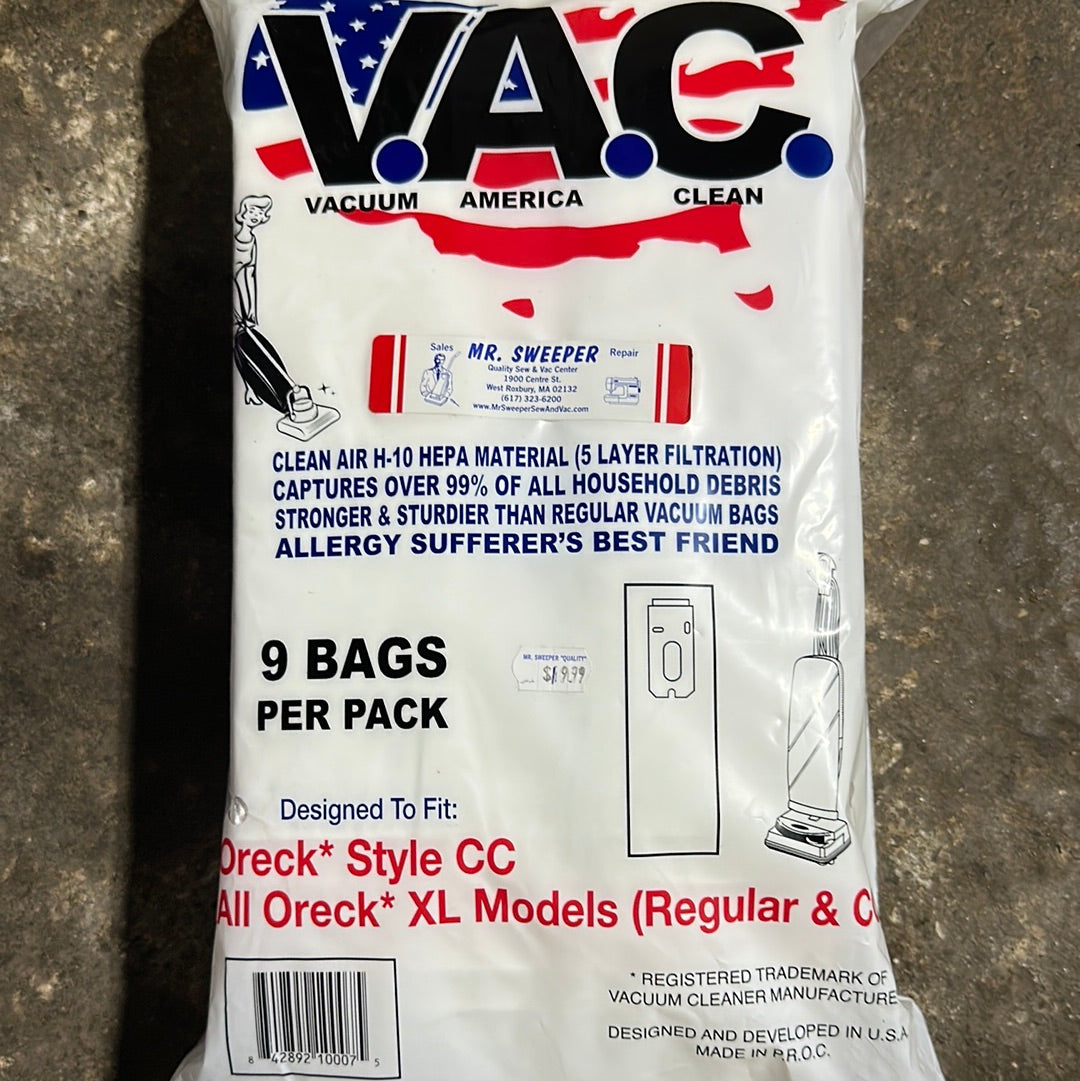 V.A.C.
VACUUM AMERICA CLEAN
Sales MR. SWEEPER Repair
Quality Sew & Vac Center
1900 Centre St.
West Roxbury, MA 02132
(617) 323-6200
www.MrSweeperSewAndVac.com
CLEAN AIR H-10 HEPA MATERIAL (5 LAYER FILTRATION)
CAPTURES OVER 99% OF ALL HOUSEHOLD DEBRIS
STRONGER & STURDIER THAN REGULAR VACUUM BAGS
ALLERGY SUFFERER'S BEST FRIEND
9 BAGS
PER PACK
MR. SWEEPER "QUALITY"
$19.99
Designed To Fit:
Oreck* Style CC
All Oreck* XL Models (Regular & C
* REGISTERED TRADEMARK OF
VACUUM CLEANER MANUFACTURE
DESIGNED AND DEVELOPED IN U.S.A
MADE IN P.R.O.C.
8 42892 10007 5